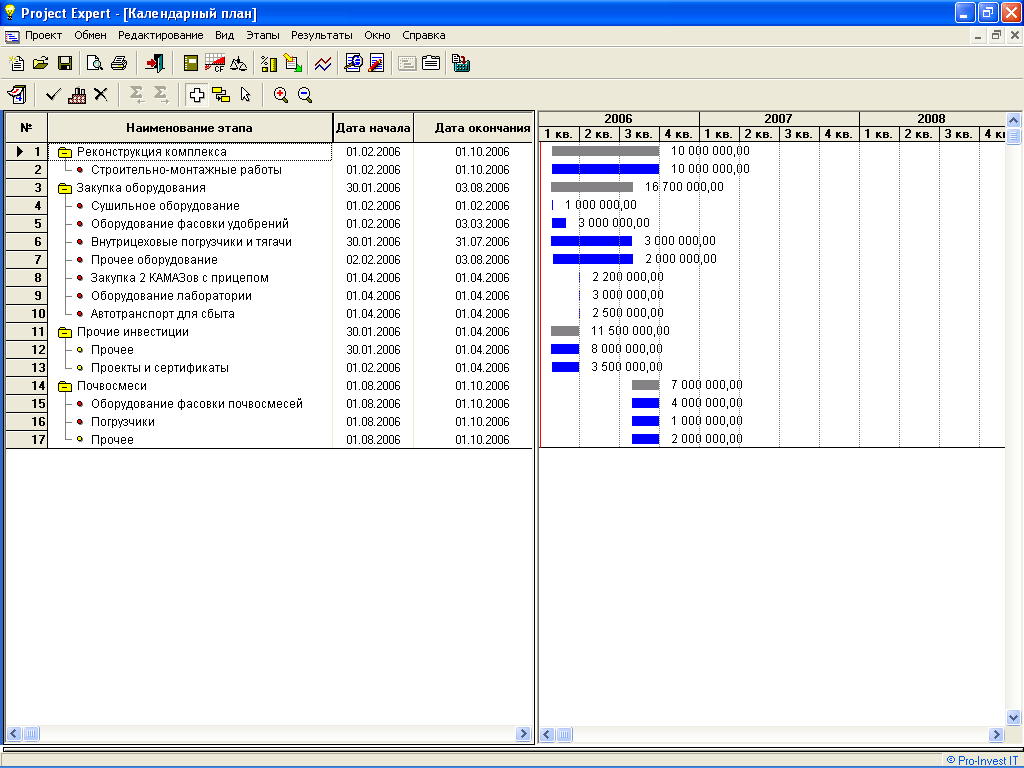 Project Expert - [Календарный план]
Проект Обмен Редактирование Вид Этапы Результаты Окно Справка
CF
№ Наименование этапа Дата начала Дата окончания
2006 2007 2008
1 кв. 2 кв. 3 кв. 4 кв. 1 кв. 2 кв. 3 кв. 4 кв. 1 кв. 2 кв. 3 кв. 4 к
1 Реконструкция комплекса 01.02.2006 01.10.2006 10 000 000,00
2 Строительно-монтажные работы 01.02.2006 01.10.2006 10 000 000,00
3 Закупка оборудования 30.01.2006 03.08.2006 16 700 000,00
4 Сушильное оборудование 01.02.2006 01.02.2006 1 000 000,00
5 Оборудование фасовки удобрений 01.02.2006 03.03.2006 3 000 000,00
6 Внутрицеховые погрузчики и тягачи 30.01.2006 31.07.2006 3 000 000,00
7 Прочее оборудование 02.02.2006 03.08.2006 2 000 000,00
8 Закупка 2 КАМАЗов с прицепом 01.04.2006 01.04.2006 2 200 000,00
9 Оборудование лаборатории 01.04.2006 01.04.2006 3 000 000,00
10 Автотранспорт для сбыта 01.04.2006 01.04.2006 2 500 000,00
11 Прочие инвестиции 30.01.2006 01.04.2006 11 500 000,00
12 Прочее 30.01.2006 01.04.2006 8 000 000,00
13 Проекты и сертификаты 01.02.2006 01.04.2006 3 500 000,00
14 Почвосмеси 01.08.2006 01.10.2006 7 000 000,00
15 Оборудование фасовки почвосмесей 01.08.2006 01.10.2006 4 000 000,00
16 Погрузчики 01.08.2006 01.10.2006 1 000 000,00
17 Прочее 01.08.2006 01.10.2006 2 000 000,00
© Pro-Invest IT